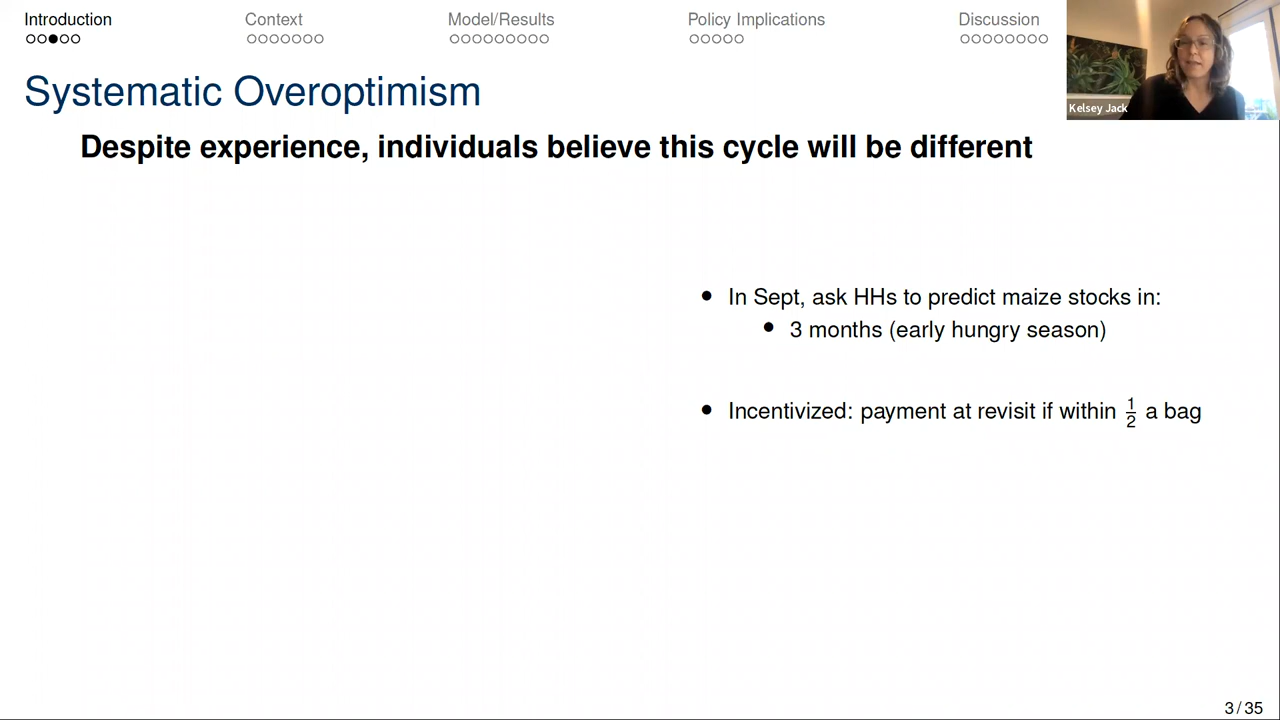 Introduction
Context
Model/Results
Policy Implications
Discussion
Kelsey Jack
Systematic Overoptimism
Despite experience, individuals believe this cycle will be different
• In Sept, ask HHs to predict maize stocks in:
• 3 months (early hungry season)
• Incentivized: payment at revisit if within 1/2 a bag
3 / 35